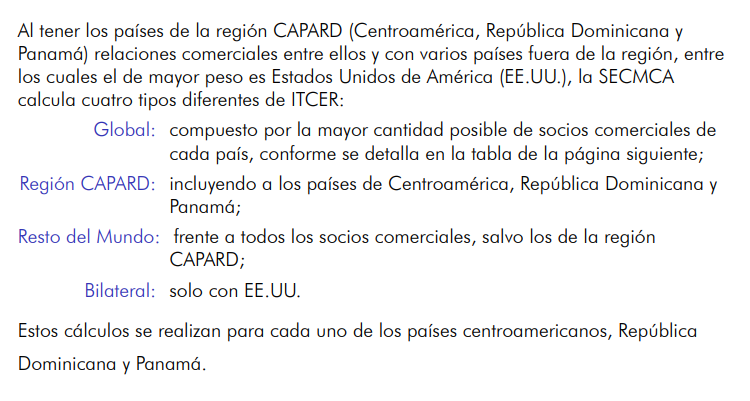 Al tener los países de la región CAPARD (Centroamérica, República Dominicana y
Panamá) relaciones comerciales entre ellos y con varios países fuera de la región, entre
los cuales el de mayor peso es Estados Unidos de América (EE.UU.), la SECMCA
calcula cuatro tipos diferentes de ITCER:
Global: compuesto por la mayor cantidad posible de socios comerciales de
cada país, conforme se detalla en la tabla de la página siguiente;
Región CAPARD: incluyendo a los países de Centroamérica, República Dominicana y
Panamá;
Resto del Mundo: frente a todos los socios comerciales, salvo los de la región
CAPARD;
Bilateral: solo con EE.UU.
Estos cálculos se realizan para cada uno de los países centroamericanos, República
Dominicana y Panamá.